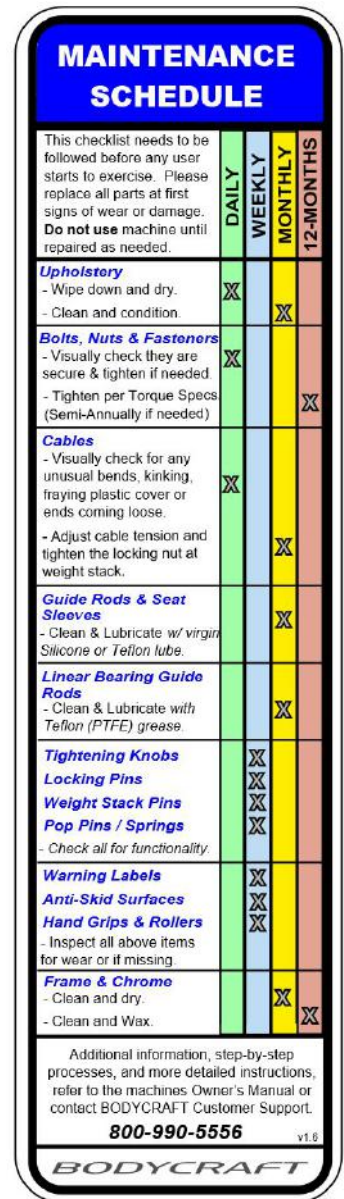 MAINTENANCE
SCHEDULE
This checklist needs to be
followed before any user
starts to exercise. Please
replace all parts at first
signs of wear or damage.
Do not use machine until
repaired as needed.
DAILY
WEEKLY
MONTHLY
12-MONTHS
Upholstery
- Wipe down and dry.
X
- Clean and condition.
X
Bolts, Nuts & Fasteners
- Visually check they are
secure & tighten if needed.
X
- Tighten per Torque Specs.
(Semi-Annually if needed)
X
Cables
- Visually check for any
unusual bends, kinking,
fraying plastic cover or
ends coming loose.
X
- Adjust cable tension and
tighten the locking nut at
weight stack.
X
Guide Rods & Seat
Sleeves
X
- Clean & Lubricate w/ virgin
Silicone or Teflon lube.
Linear Bearing Guide
Rods
- Clean & Lubricate with
Teflon (PTFE) grease.
X
Tightening Knobs X
Locking Pins X
Weight Stack Pins X
Pop Pins / Springs X
- Check all for functionality.
Warning Labels X
Anti-Skid Surfaces X
Hand Grips & Rollers X
- Inspect all above items
for wear or if missing.
Frame & Chrome
- Clean and dry. X
- Clean and Wax. X
Additional information, step-by-step
processes, and more detailed instructions,
refer to the machines Owner's Manual or
contact BODYCRAFT Customer Support.
800-990-5556
v1.6
BODYCRAFT